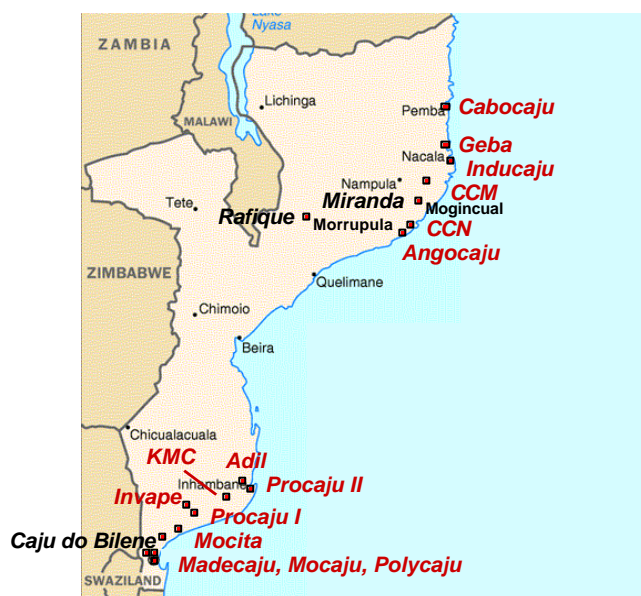 Lake
Nyasa
ZAMBIA
Lichinga
MALAWI
Pemba
Cabocaju
Geba
Nacala
Inducaju
Nampula
CCM
Tete
Miranda
Mogincual
Rafique
Morrupula
CCN
Angocaju
ZIMBABWE
Quelimane
Chimoio
Beira
Chicualacuala
KMC
Adil
Inhambane
Procaju II
Invape
Procaju I
Caju do Bilene
Mocita
Madecaju, Mocaju, Polycaju
SWAZILAND